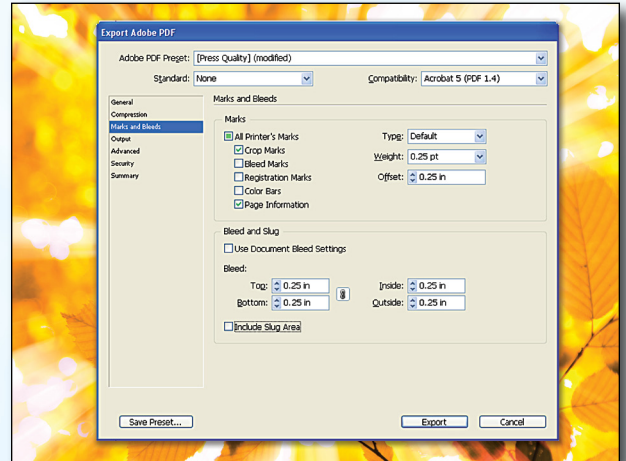 Export Adobe PDF
Adobe PDF Preset: [Press Quality] (modified)
Standard: None Compatibility: Acrobat 5 (PDF 1.4)
General
Compression
Marks and Bleeds
Output
Advanced
Security
Summary
Marks and Bleeds
Marks
All Printer's Marks
Crop Marks
Bleed Marks
Registration Marks
Color Bars
Page Information
Type: Default
Weight: 0.25 pt
Offset: 0.25 in
Bleed and Slug
Use Document Bleed Settings
Bleed:
Top: 0.25 in Inside: 0.25 in
Bottom: 0.25 in Outside: 0.25 in
Include Slug Area
Save Preset... Export Cancel